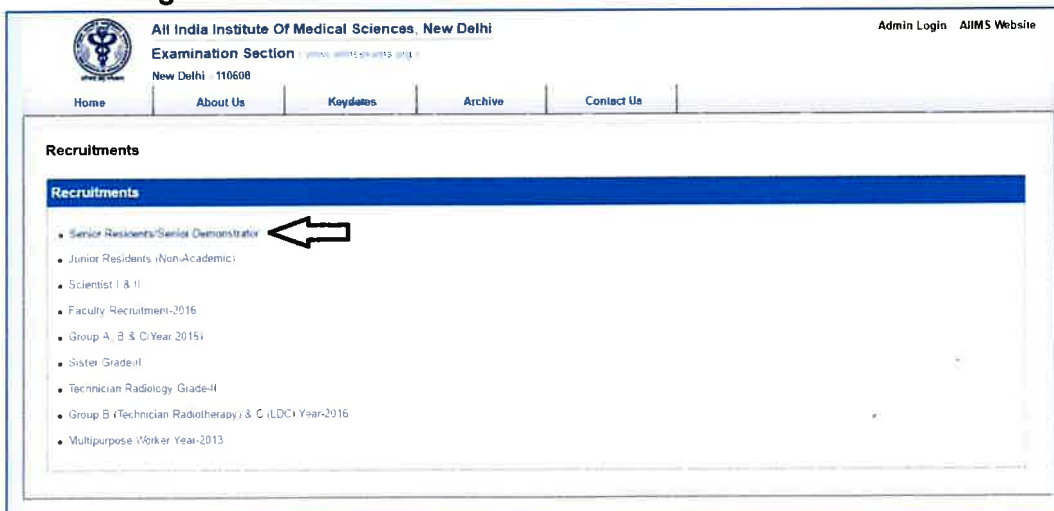 All India Institute Of Medical Sciences, New Delhi
Admin Login AIIMS Website
Examination Section
New Delhi - 110608
Home About Us Keydates Archive Contact Us
Recruitments
Recruitments
Senior Residents/Senior Demonstrator
Junior Residents (Non-Academic)
Scientist I & II
Faculty Recruitment-2016
Group A, B & C(Year 2015)
Sister Grade-II
Technician Radiology Grade-II
Group B (Technician Radiotherapy) & C (LDC) Year-2016
Multipurpose Worker Year-2013